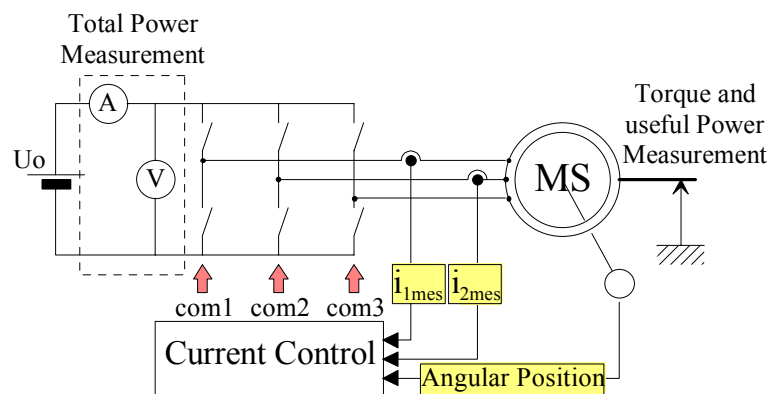 Total Power
Measurement
A
Uo
V
Torque and
useful Power
Measurement
MS
i1mes
i2mes
com1 com2 com3
Current Control
Angular Position